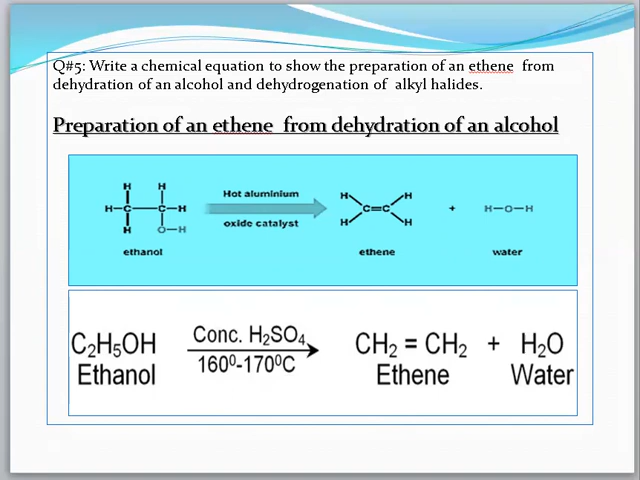 Q#5: Write a chemical equation to show the preparation of an ethene from
dehydration of an alcohol and dehydrogenation of alkyl halides.
Preparation of an ethene from dehydration of an alcohol
H H
H–C–C–H
H O–H
ethanol
Hot aluminium
oxide catalyst
H H
C=C
H H
ethene
+
H–O–H
water
C₂H₅OH
Ethanol
Conc. H₂SO₄
160⁰-170⁰C
CH₂ = CH₂ + H₂O
Ethene Water